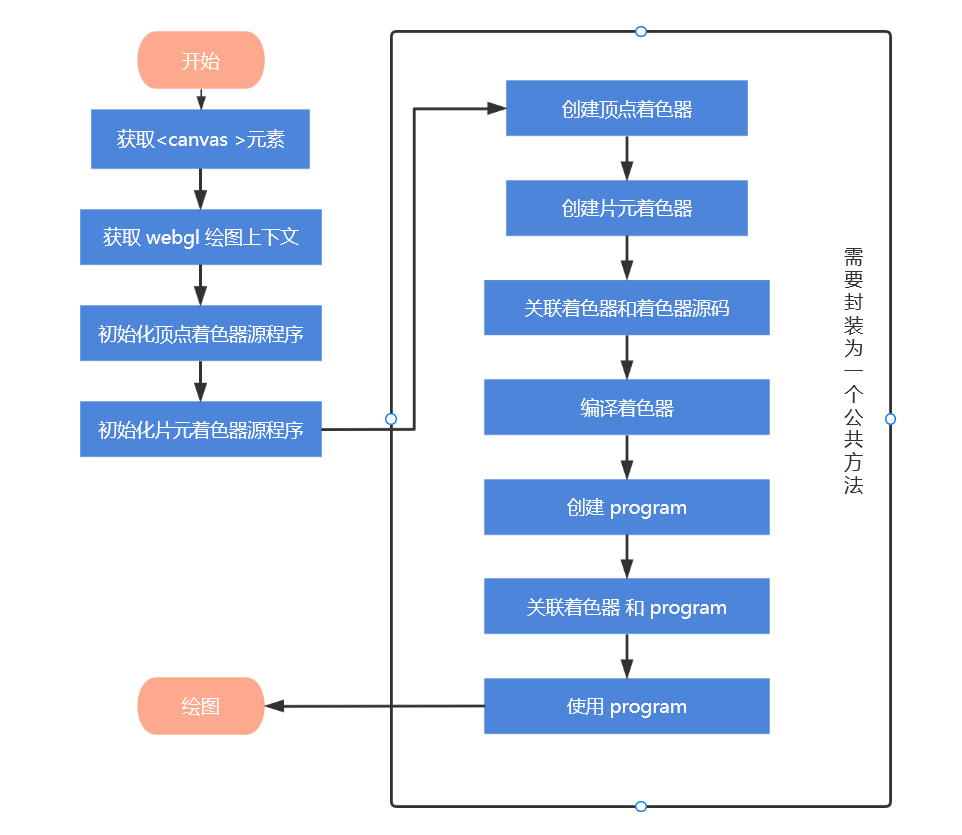 开始
获取<canvas >元素
获取 webgl 绘图上下文
初始化顶点着色器源程序
初始化片元着色器源程序
创建顶点着色器
创建片元着色器
关联着色器和着色器源码
编译着色器
创建 program
关联着色器 和 program
使用 program
绘图
需要封装为一个公共方法